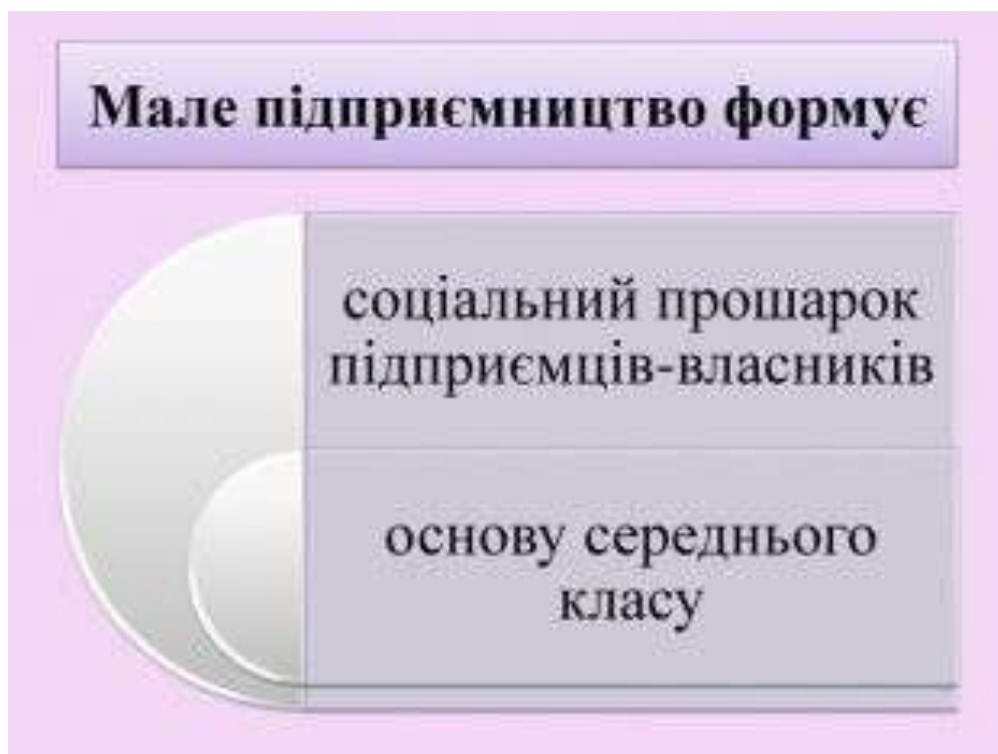 Мале підприємництво формує
соціальний прошарок
підприємців-власників
основу середнього
класу